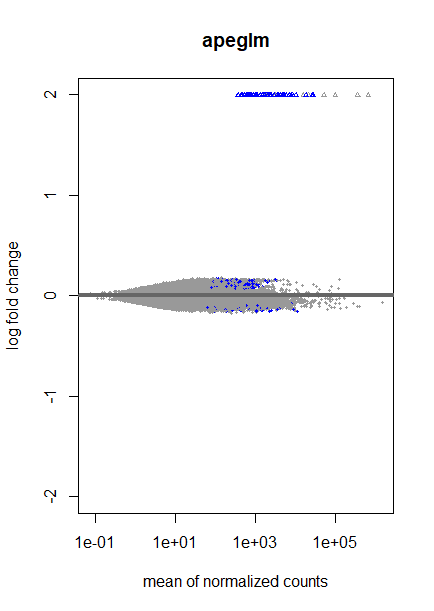 apeglm
2
1
0
-1
-2
log fold change
1e-01 1e+01 1e+03 1e+05
mean of normalized counts